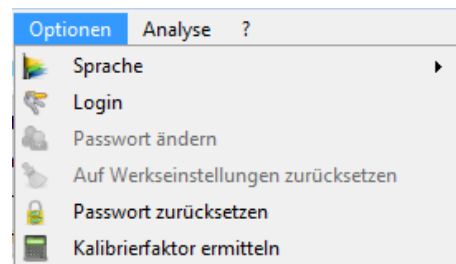 Optionen Analyse ?
Sprache
Login
Passwort ändern
Auf Werkseinstellungen zurücksetzen
Passwort zurücksetzen
Kalibrierfaktor ermitteln